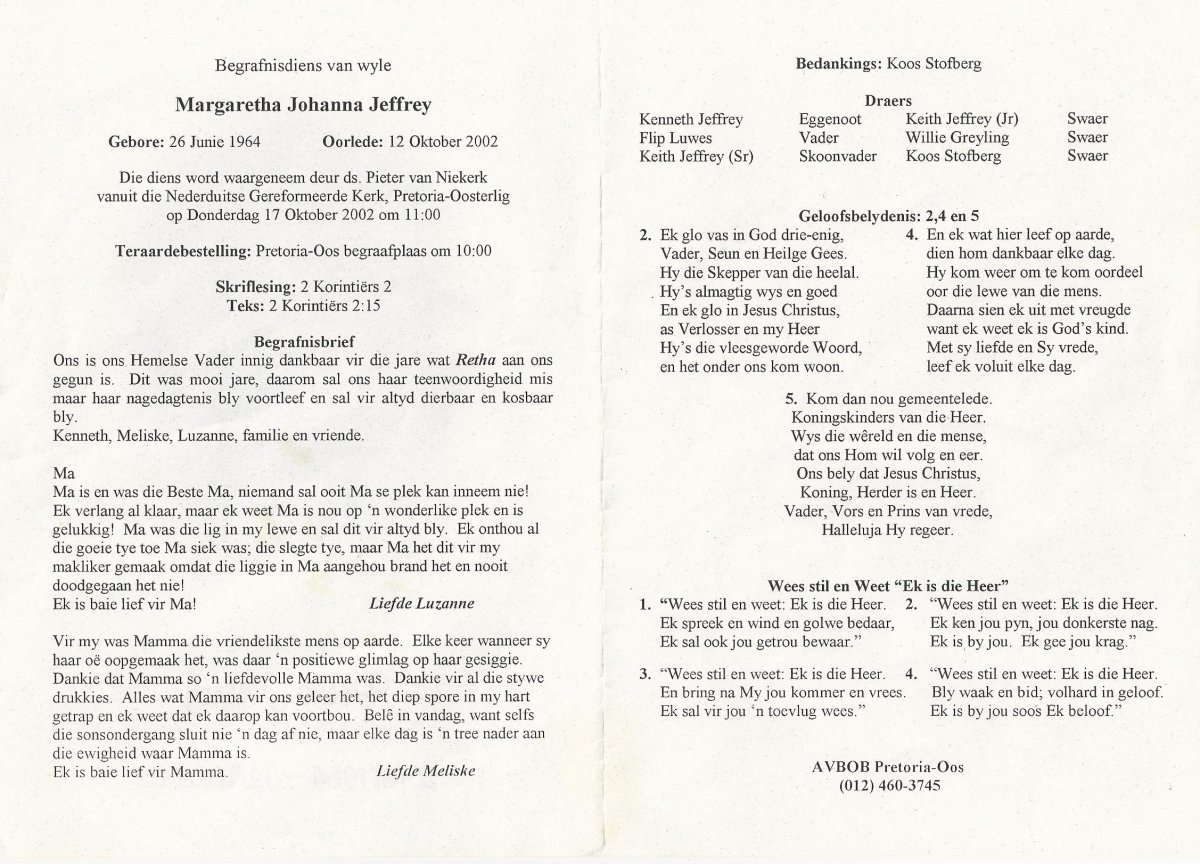 Begrafnisdiens van wyle
Margaretha Johanna Jeffrey
Gebore: 26 Junie 1964 Oorlede: 12 Oktober 2002
Die diens word waargeneem deur ds. Pieter van Niekerk
vanuit die Nederduitse Gereformeerde Kerk, Pretoria-Oosterlig
op Donderdag 17 Oktober 2002 om 11:00
Teraardebestelling: Pretoria-Oos begraafplaas om 10:00
Skriflesing: 2 Korintiërs 2
Teks: 2 Korintiërs 2:15
Begrafnisbrief
Ons is ons Hemelse Vader innig dankbaar vir die jare wat Retha aan ons
gegun is. Dit was mooi jare, daarom sal ons haar teenwoordigheid mis
maar haar nagedagtenis bly voortleef en sal vir altyd dierbaar en kosbaar
bly.
Kenneth, Meliske, Luzanne, familie en vriende.
Ma
Ma is en was die Beste Ma, niemand sal ooit Ma se plek kan inneem nie!
Ek verlang al klaar, maar ek weet Ma is nou op ‘n wonderlike plek en is
gelukkig! Ma was die lig in my lewe en sal dit vir altyd bly. Ek onthou al
die goeie tye toe Ma siek was; die slegte tye, maar Ma het dit vir my
makliker gemaak omdat die liggie in Ma aangehou brand het en nooit
doodgegaan het nie!
Ek is baie lief vir Ma! Liefde Luzanne
Vir my was Mamma die vriendelikste mens op aarde. Elke keer wanneer sy
haar oë oopgemaak het, was daar ‘n positiewe glimlag op haar gesiggie.
Dankie dat Mamma so ‘n liefdevolle Mamma was. Dankie vir al die stywe
drukkies. Alles wat Mamma vir ons geleer het, het diep spore in my hart
getrap en ek weet dat ek daarop kan voortbou. Belê in vandag, want selfs
die sonsondergang sluit nie ‘n dag af nie, maar elke dag is ‘n tree nader aan
die ewigheid waar Mamma is.
Ek is baie lief vir Mamma. Liefde Meliske
Bedankings: Koos Stofberg
Draers
Kenneth Jeffrey Eggenoot Keith Jeffrey (Jr) Swaer
Flip Luwes Vader Willie Greyling Swaer
Keith Jeffrey (Sr) Skoonvader Koos Stofberg Swaer
Geloofsbelydenis: 2,4 en 5
2. Ek glo vas in God drie-enig,
Vader, Seun en Heilge Gees.
Hy die Skepper van die heelal.
Hy’s almagtig wys en goed
En ek glo in Jesus Christus,
as Verlosser en my Heer
Hy’s die vleesgeworde Woord,
en het onder ons kom woon.
4. En ek wat hier leef op aarde,
dien hom dankbaar elke dag.
Hy kom weer om te kom oordeel
oor die lewe van die mens.
Daarna sien ek uit met vreugde
want ek weet ek is God’s kind.
Met sy liefde en Sy vrede,
leef ek voluit elke dag.
5. Kom dan nou gemeentelede.
Koningskinders van die Heer.
Wys die wêreld en die mense,
dat ons Hom wil volg en eer.
Ons bely dat Jesus Christus,
Koning, Herder is en Heer.
Vader, Vors en Prins van vrede,
Halleluja Hy regeer.
Wees stil en Weet “Ek is die Heer”
1. “Wees stil en weet: Ek is die Heer.
Ek spreek en wind en golwe bedaar,
Ek sal ook jou getrou bewaar.”
2. “Wees stil en weet: Ek is die Heer.
Ek ken jou pyn, jou donkerste nag.
Ek is by jou. Ek gee jou krag.”
3. “Wees stil en weet: Ek is die Heer.
En bring na My jou kommer en vrees.
Ek sal vir jou ‘n toevlug wees.”
4. “Wees stil en weet: Ek is die Heer.
Bly waak en bid; volhard in geloof.
Ek is by jou soos Ek beloof.”
AVBOB Pretoria-Oos
(012) 460-3745